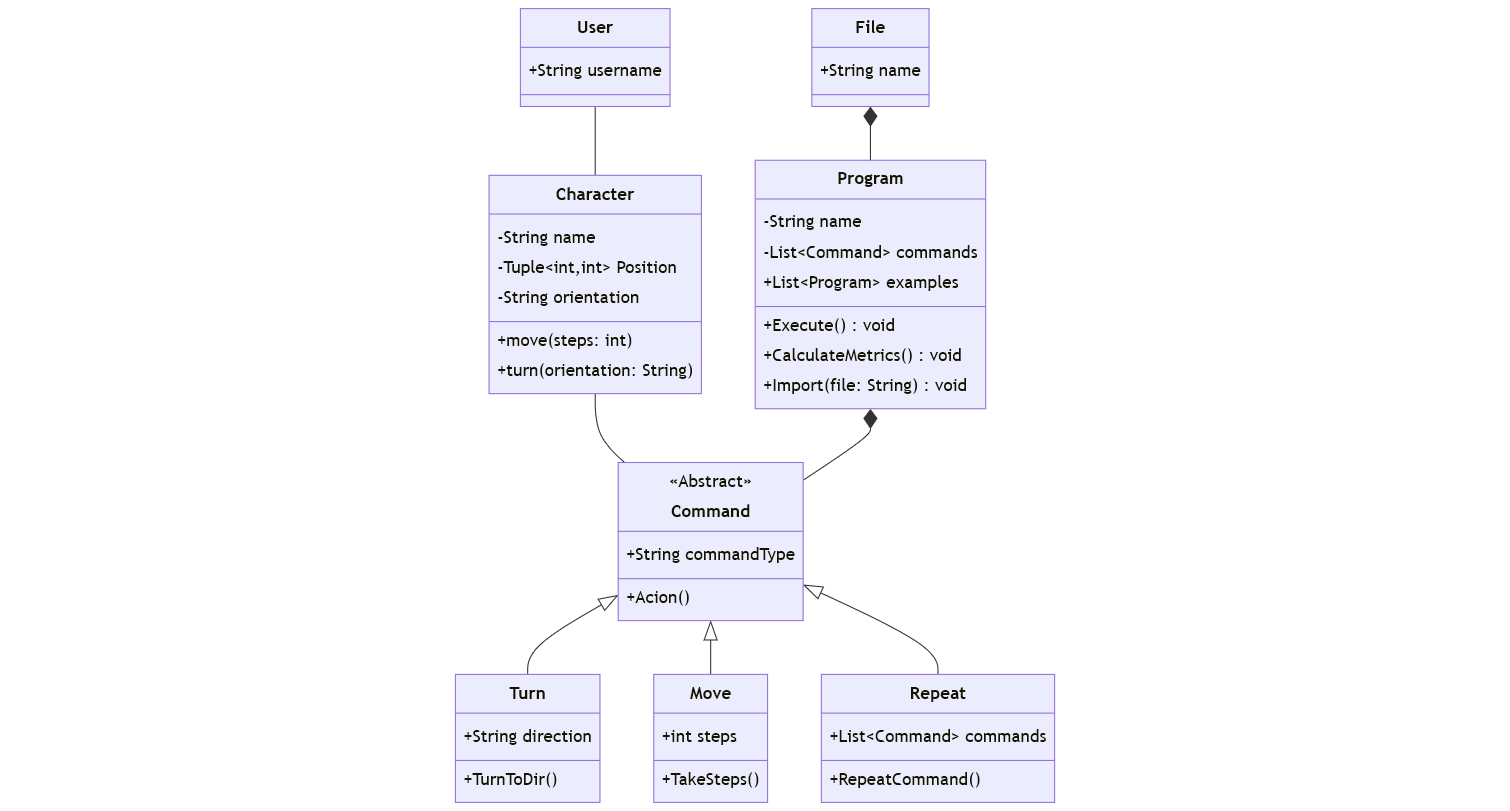 User
+String username
File
+String name
Character
-String name
-Tuple<int,int> Position
-String orientation
+move(steps: int)
+turn(orientation: String)
Program
-String name
-List<Command> commands
+List<Program> examples
+Execute() : void
+CalculateMetrics() : void
+Import(file: String) : void
«Abstract»
Command
+String commandType
+Acion()
Turn
+String direction
+TurnToDir()
Move
+int steps
+TakeSteps()
Repeat
+List<Command> commands
+RepeatCommand()